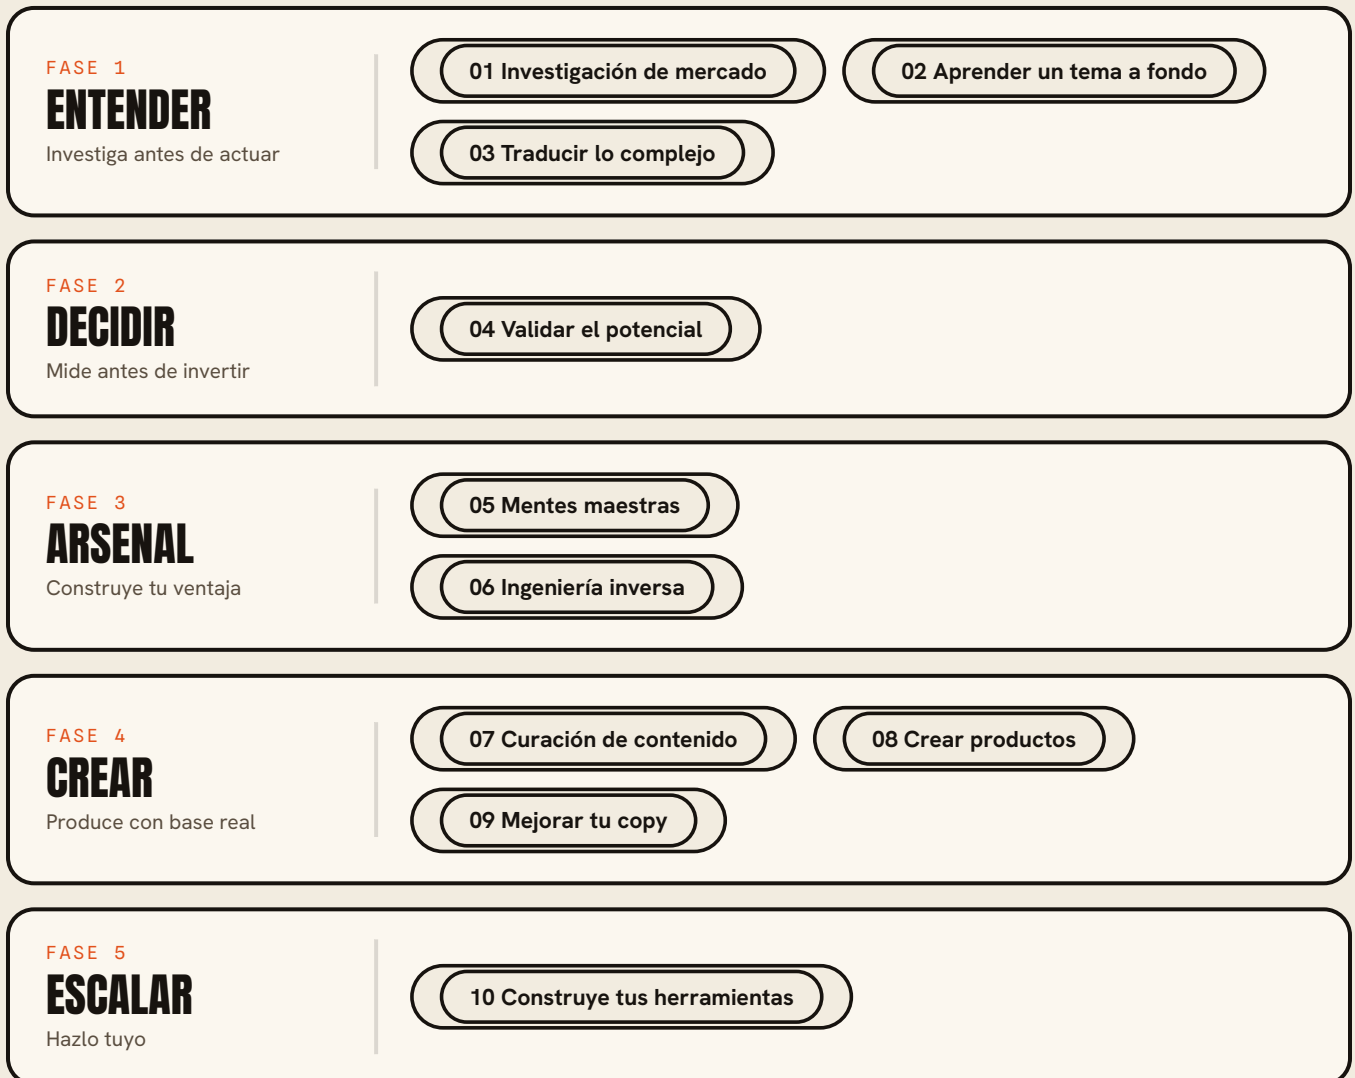 FASE 1
ENTENDER
Investiga antes de actuar
01 Investigación de mercado
02 Aprender un tema a fondo
03 Traducir lo complejo
FASE 2
DECIDIR
Mide antes de invertir
04 Validar el potencial
FASE 3
ARSENAL
Construye tu ventaja
05 Mentes maestras
06 Ingeniería inversa
FASE 4
CREAR
Produce con base real
07 Curación de contenido
08 Crear productos
09 Mejorar tu copy
FASE 5
ESCALAR
Hazlo tuyo
10 Construye tus herramientas